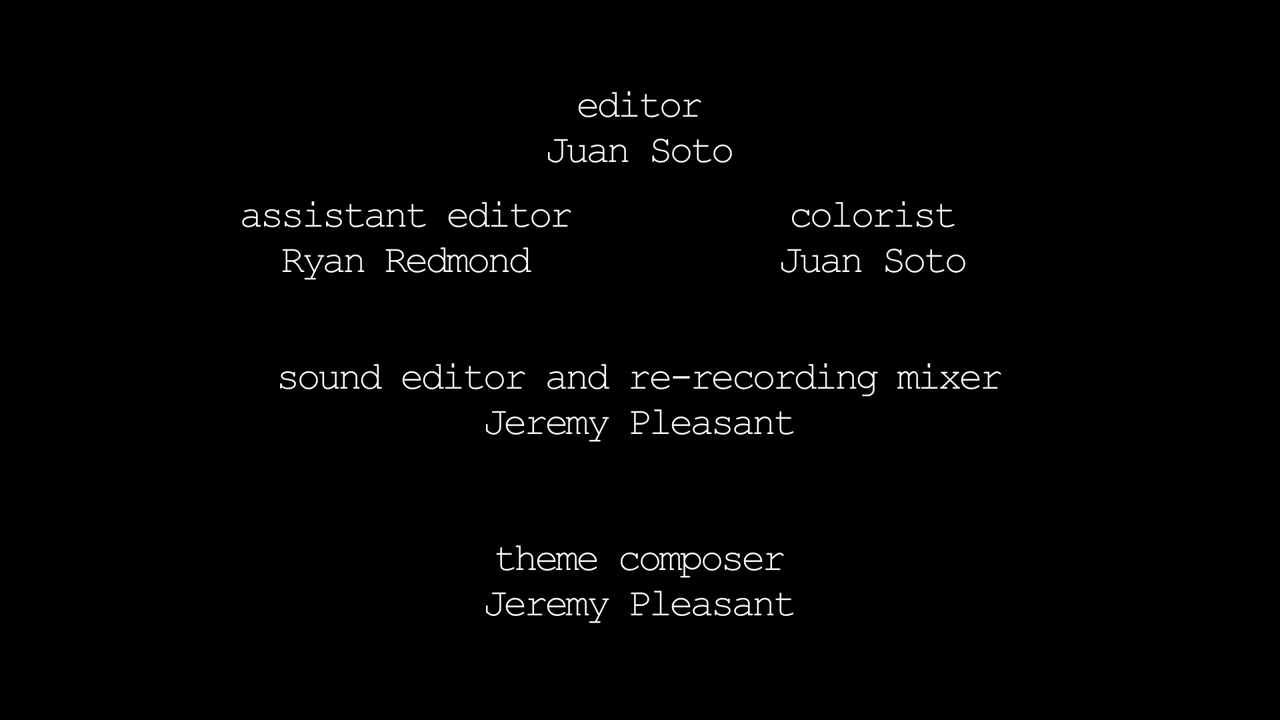 editor
Juan Soto
assistant editor
Ryan Redmond
colorist
Juan Soto
sound editor and re-recording mixer
Jeremy Pleasant
theme composer
Jeremy Pleasant